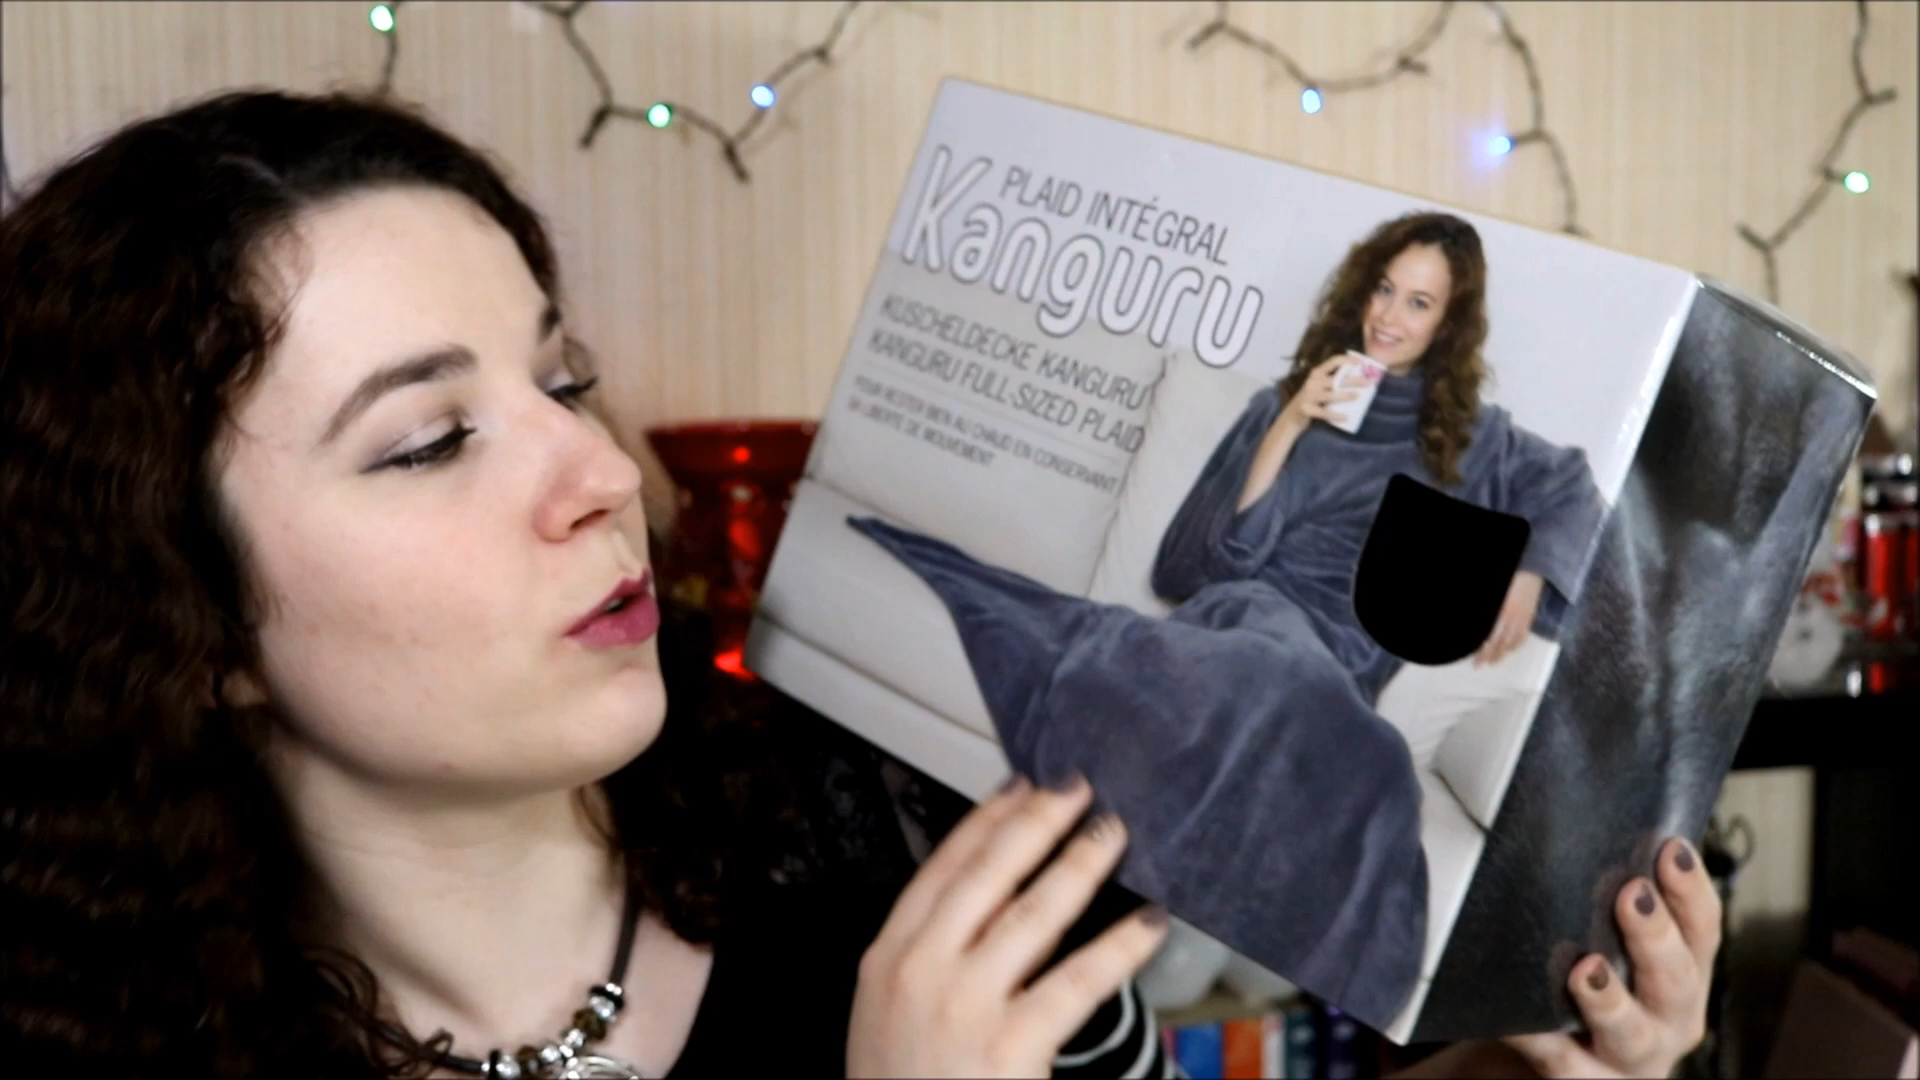 PLAID INTÉGRAL
Kanguru
KUSCHELDECKE KANGURU
KANGURU FULL-SIZED PLAID
POUR RESTER BIEN AU CHAUD EN CONSERVANT
SA LIBERTÉ DE MOUVEMENT